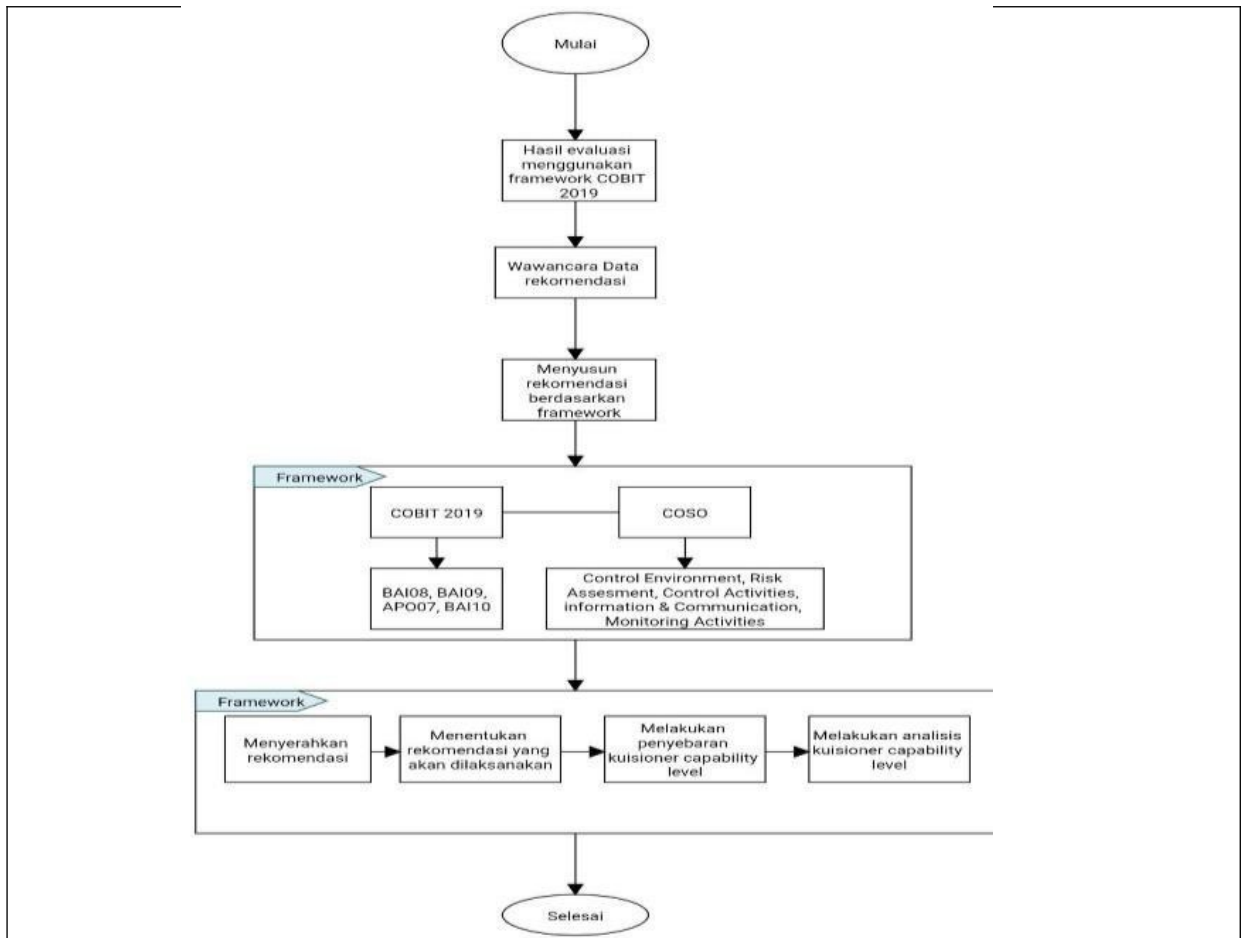 Mulai
Hasil evaluasi
menggunakan
framework COBIT
2019
Wawancara Data
rekomendasi
Menyusun
rekomendasi
berdasarkan
framework
Framework
COBIT 2019
COSO
BAI08, BAI09,
APO07, BAI10
Control Environment, Risk
Assesment, Control Activities,
information & Communication,
Monitoring Activities
Framework
Menyerahkan
rekomendasi
Menentukan
rekomendasi yang
akan dilaksanakan
Melakukan
penyebaran
kuisioner capability
level
Melakukan analisis
kuisioner capability
level
Selesai